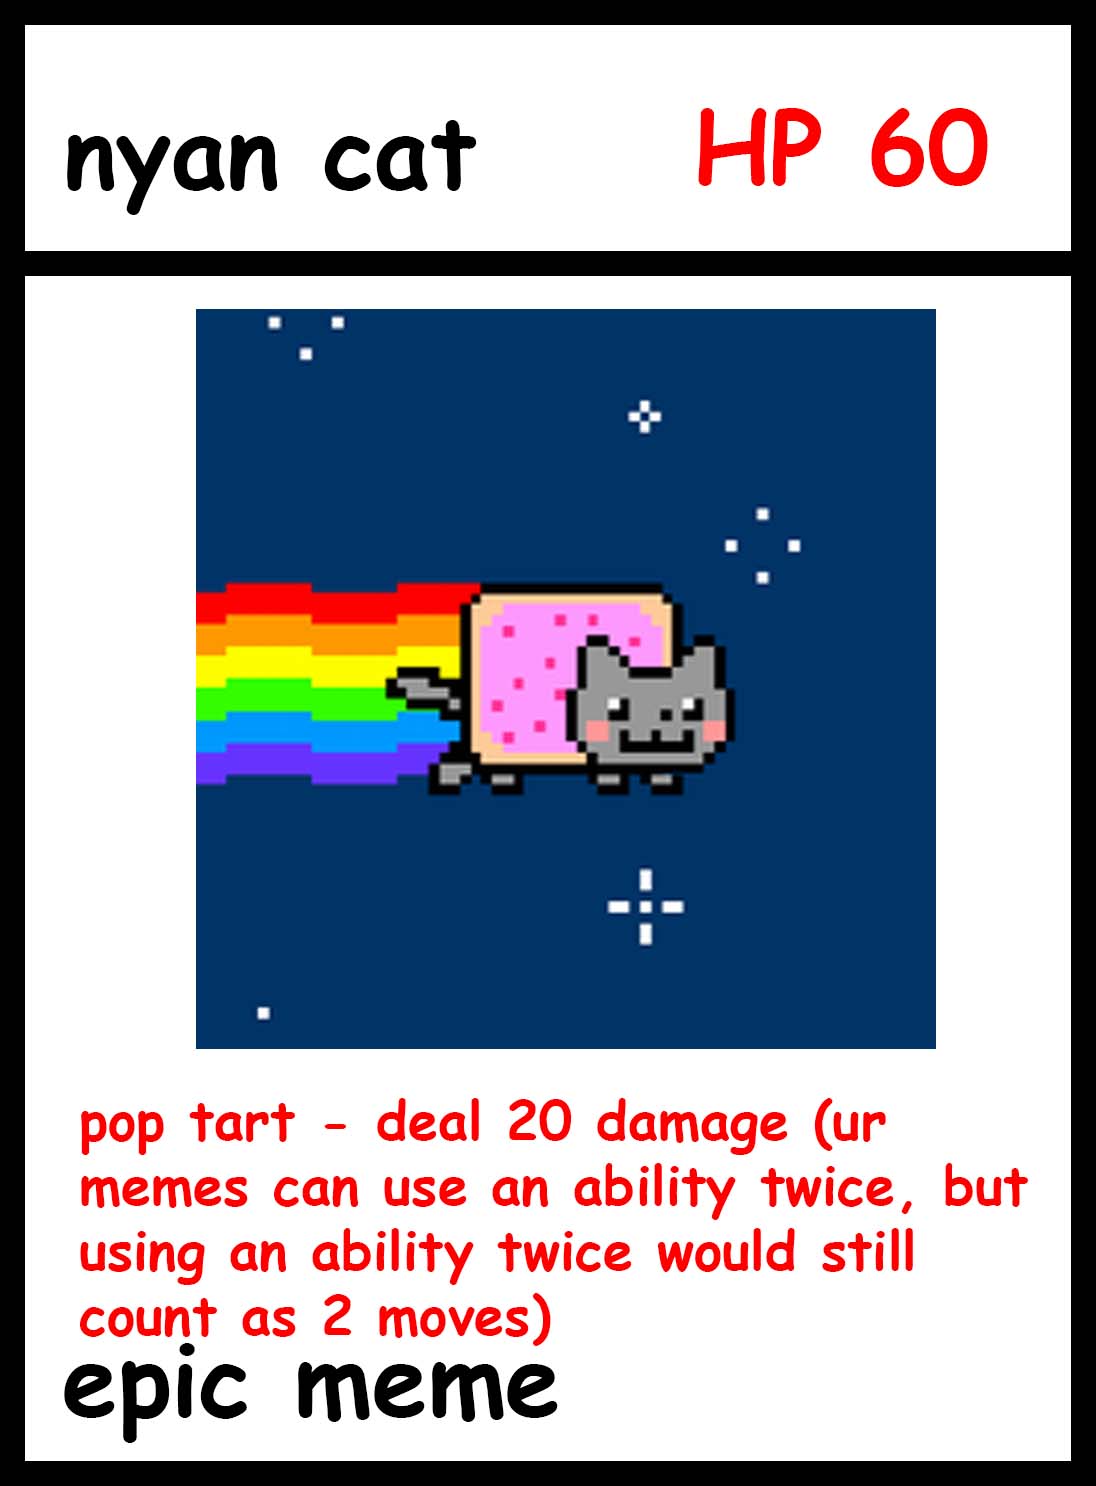 nyan cat HP 60
pop tart - deal 20 damage (ur
memes can use an ability twice, but
using an ability twice would still
count as 2 moves)
epic meme